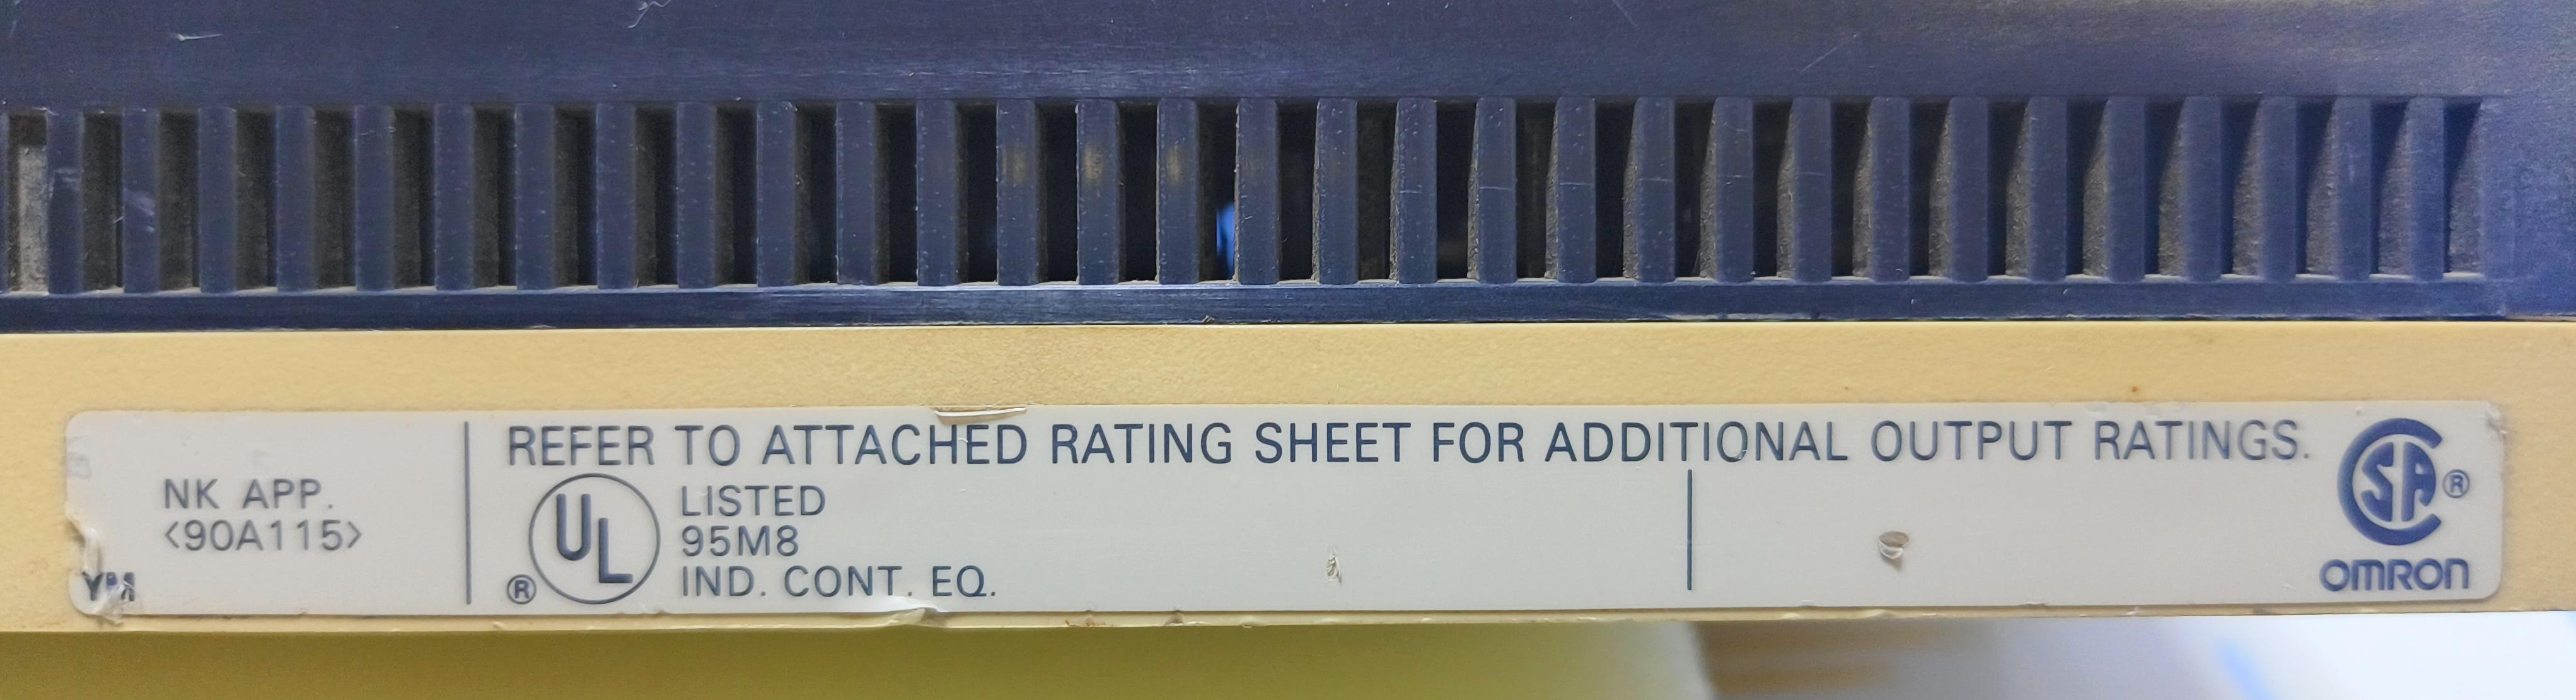 REFER TO ATTACHED RATING SHEET FOR ADDITIONAL OUTPUT RATINGS.
NK APP.
<90A115>
YM
UL
®
LISTED
95M8
IND. CONT. EQ.
CSA ®
OMRON